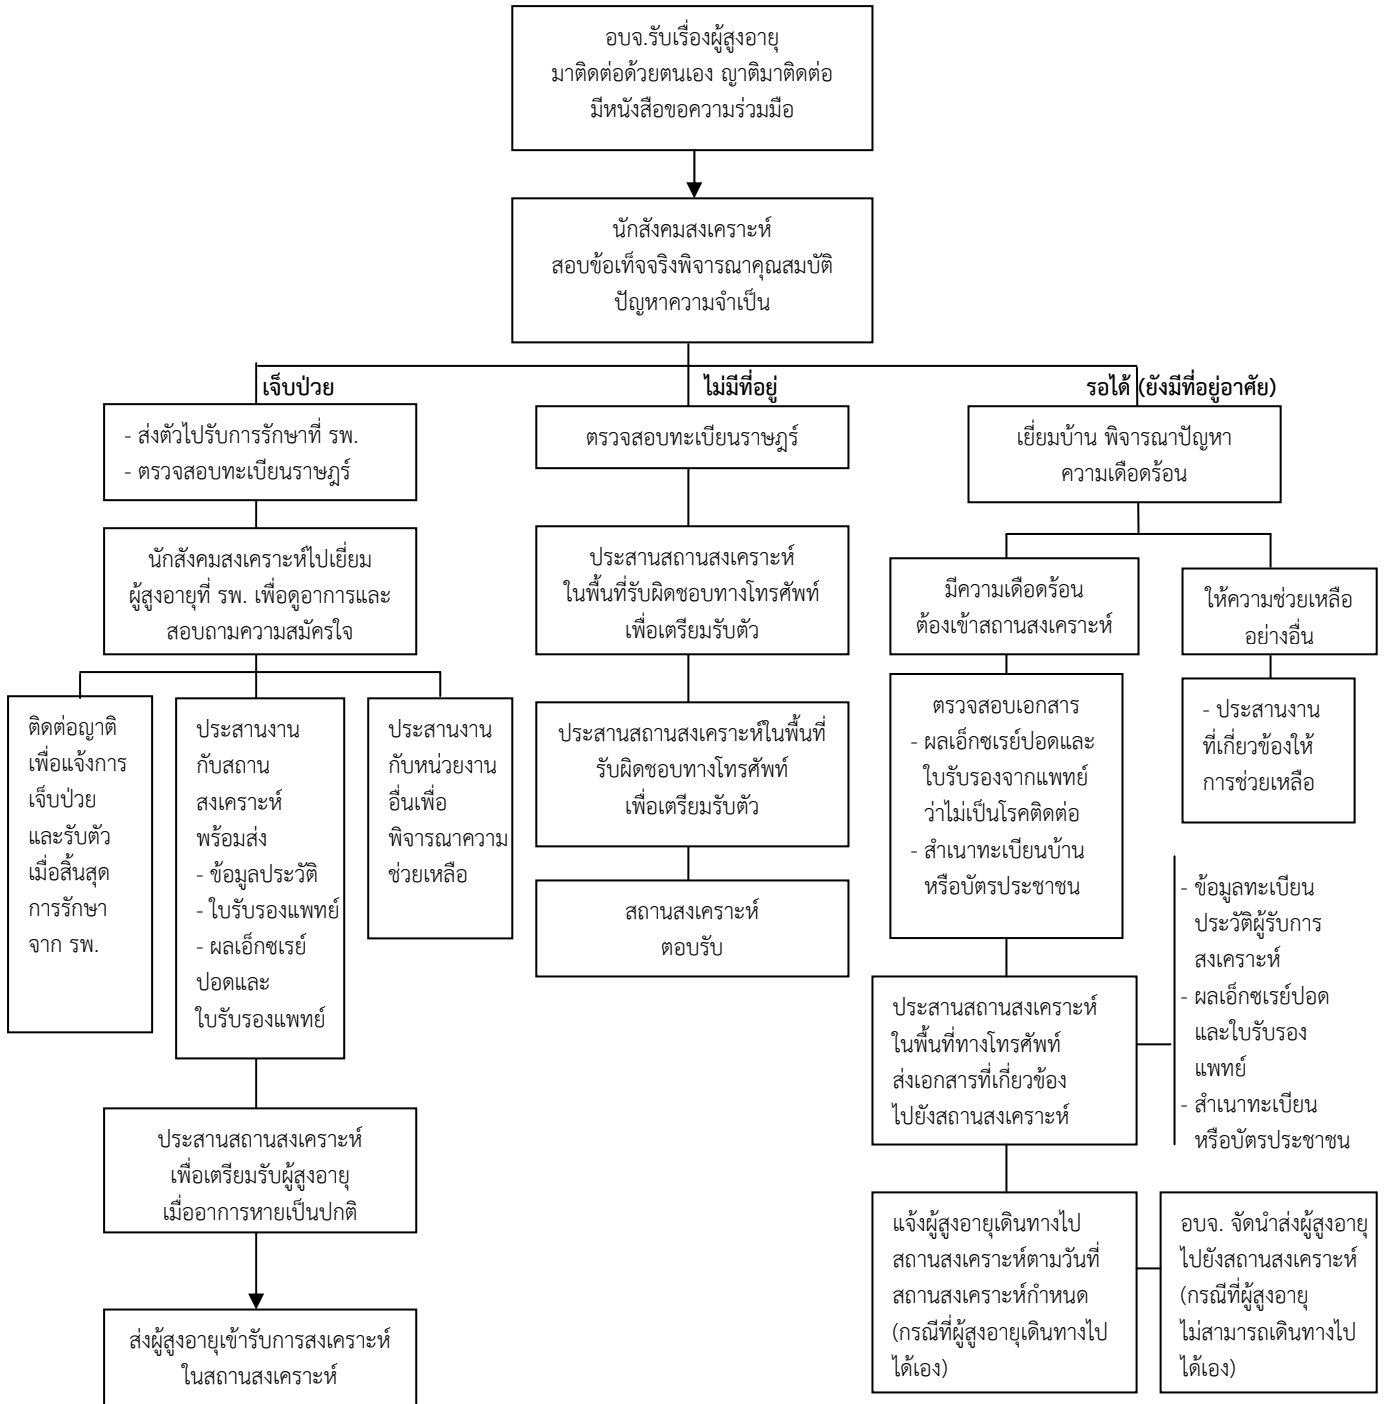 อบจ.รับเรื่องผู้สูงอายุ
มาติดต่อด้วยตนเอง ญาติมาติดต่อ
มีหนังสือขอความร่วมมือ
นักสังคมสงเคราะห์
สอบข้อเท็จจริงพิจารณาคุณสมบัติ
ปัญหาความจำเป็น
เจ็บป่วย
- ส่งตัวไปรับการรักษาที่ รพ.
- ตรวจสอบทะเบียนราษฎร์
นักสังคมสงเคราะห์ไปเยี่ยม
ผู้สูงอายุที่ รพ. เพื่อดูอาการและ
สอบถามความสมัครใจ
ติดต่อญาติ
เพื่อแจ้งการ
เจ็บป่วย
และรับตัว
เมื่อสิ้นสุด
การรักษา
จาก รพ.
ประสานงาน
กับสถาน
สงเคราะห์
พร้อมส่ง
- ข้อมูลประวัติ
- ใบรับรองแพทย์
- ผลเอ็กซเรย์
ปอดและ
ใบรับรองแพทย์
ประสานงาน
กับหน่วยงาน
อื่นเพื่อ
พิจารณาความ
ช่วยเหลือ
ประสานสถานสงเคราะห์
เพื่อเตรียมรับผู้สูงอายุ
เมื่ออาการหายเป็นปกติ
ส่งผู้สูงอายุเข้ารับการสงเคราะห์
ในสถานสงเคราะห์
ไม่มีที่อยู่
ตรวจสอบทะเบียนราษฎร์
ประสานสถานสงเคราะห์
ในพื้นที่รับผิดชอบทางโทรศัพท์
เพื่อเตรียมรับตัว
ประสานสถานสงเคราะห์ในพื้นที่
รับผิดชอบทางโทรศัพท์
เพื่อเตรียมรับตัว
สถานสงเคราะห์
ตอบรับ
รอได้ (ยังมีที่อยู่อาศัย)
เยี่ยมบ้าน พิจารณาปัญหา
ความเดือดร้อน
มีความเดือดร้อน
ต้องเข้าสถานสงเคราะห์
ให้ความช่วยเหลือ
อย่างอื่น
ตรวจสอบเอกสาร
- ผลเอ็กซเรย์ปอดและ
ใบรับรองจากแพทย์
ว่าไม่เป็นโรคติดต่อ
- สำเนาทะเบียนบ้าน
หรือบัตรประชาชน
- ประสานงาน
ที่เกี่ยวข้องให้
การช่วยเหลือ
ประสานสถานสงเคราะห์
ในพื้นที่ทางโทรศัพท์
ส่งเอกสารที่เกี่ยวข้อง
ไปยังสถานสงเคราะห์
- ข้อมูลทะเบียน
ประวัติผู้รับการ
สงเคราะห์
- ผลเอ็กซเรย์ปอด
และใบรับรอง
แพทย์
- สำเนาทะเบียน
หรือบัตรประชาชน
แจ้งผู้สูงอายุเดินทางไป
สถานสงเคราะห์ตามวันที่
สถานสงเคราะห์กำหนด
(กรณีที่ผู้สูงอายุเดินทางไป
ได้เอง)
อบจ. จัดนำส่งผู้สูงอายุ
ไปยังสถานสงเคราะห์
(กรณีที่ผู้สูงอายุ
ไม่สามารถเดินทางไป
ได้เอง)